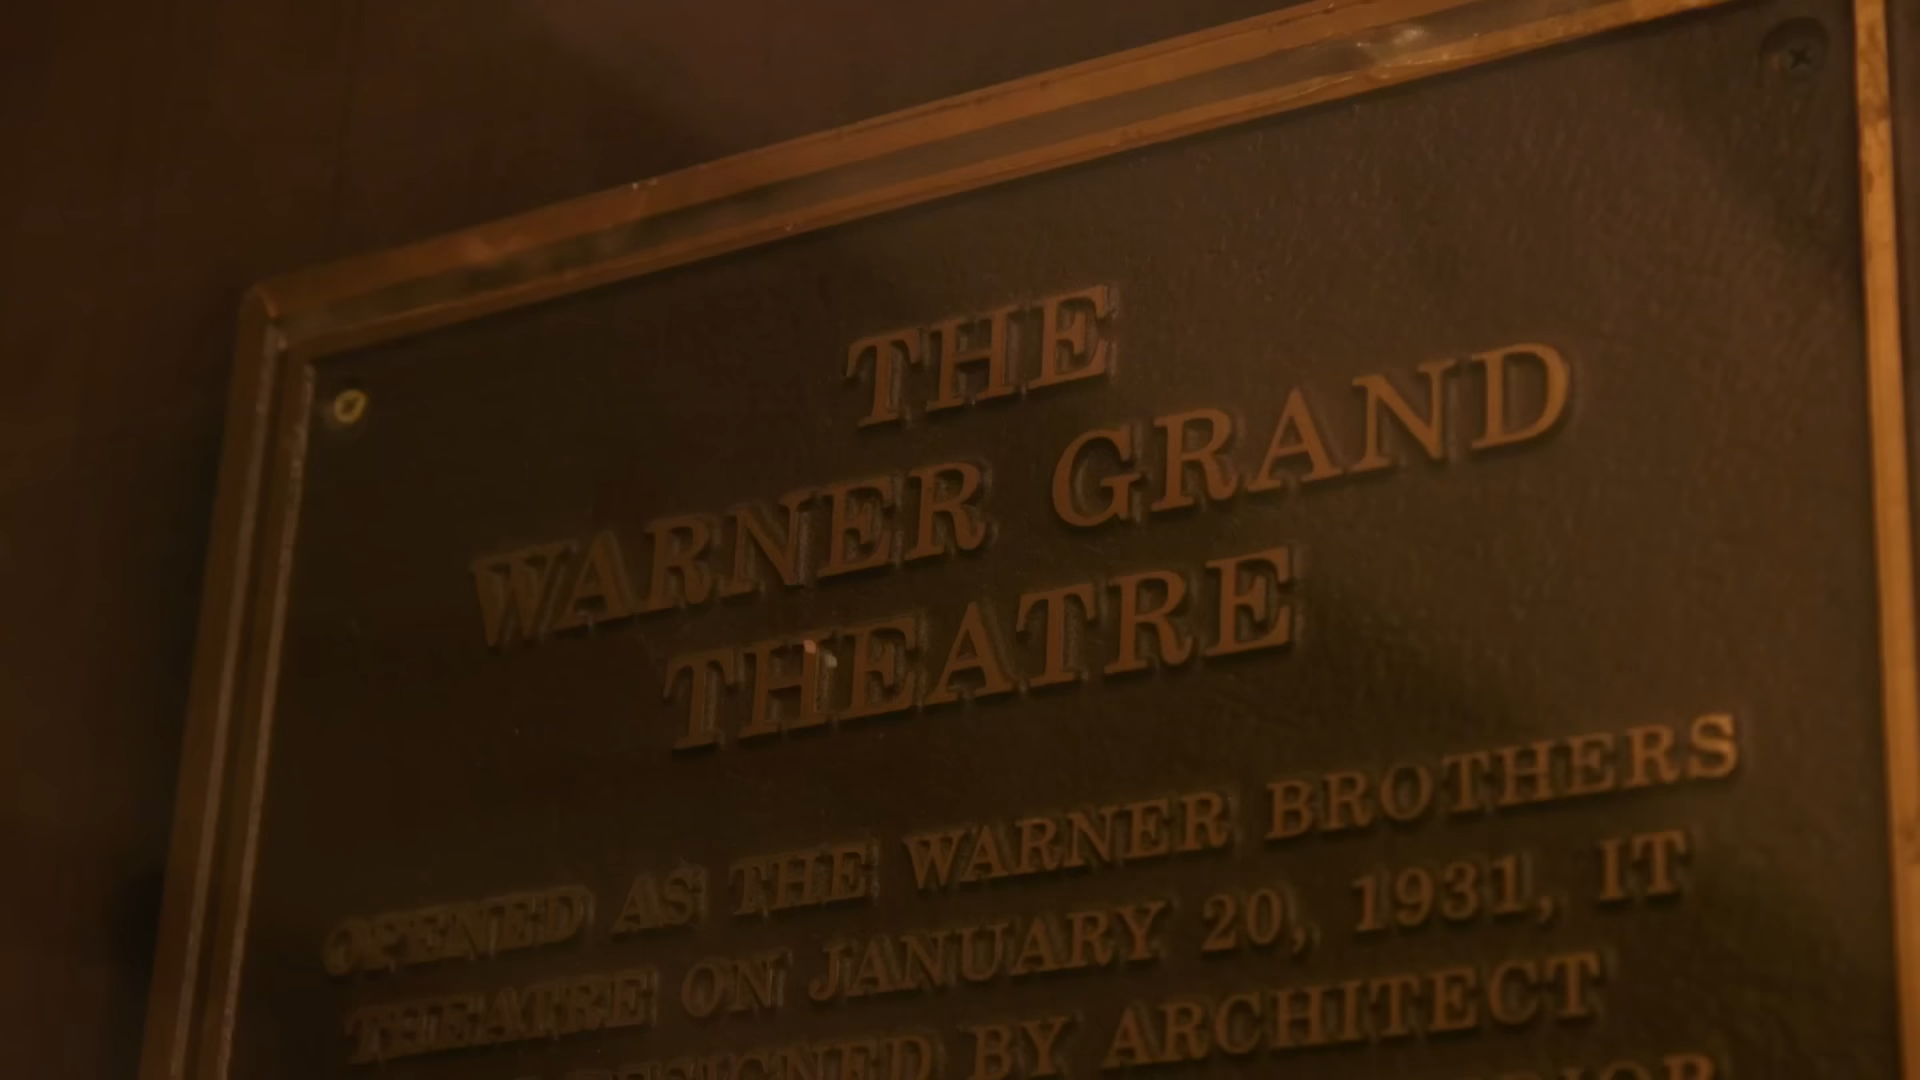 THE
WARNER GRAND
THEATRE
OPENED AS THE WARNER BROTHERS
THEATRE ON JANUARY 20, 1931, IT
DESIGNED BY ARCHITECT